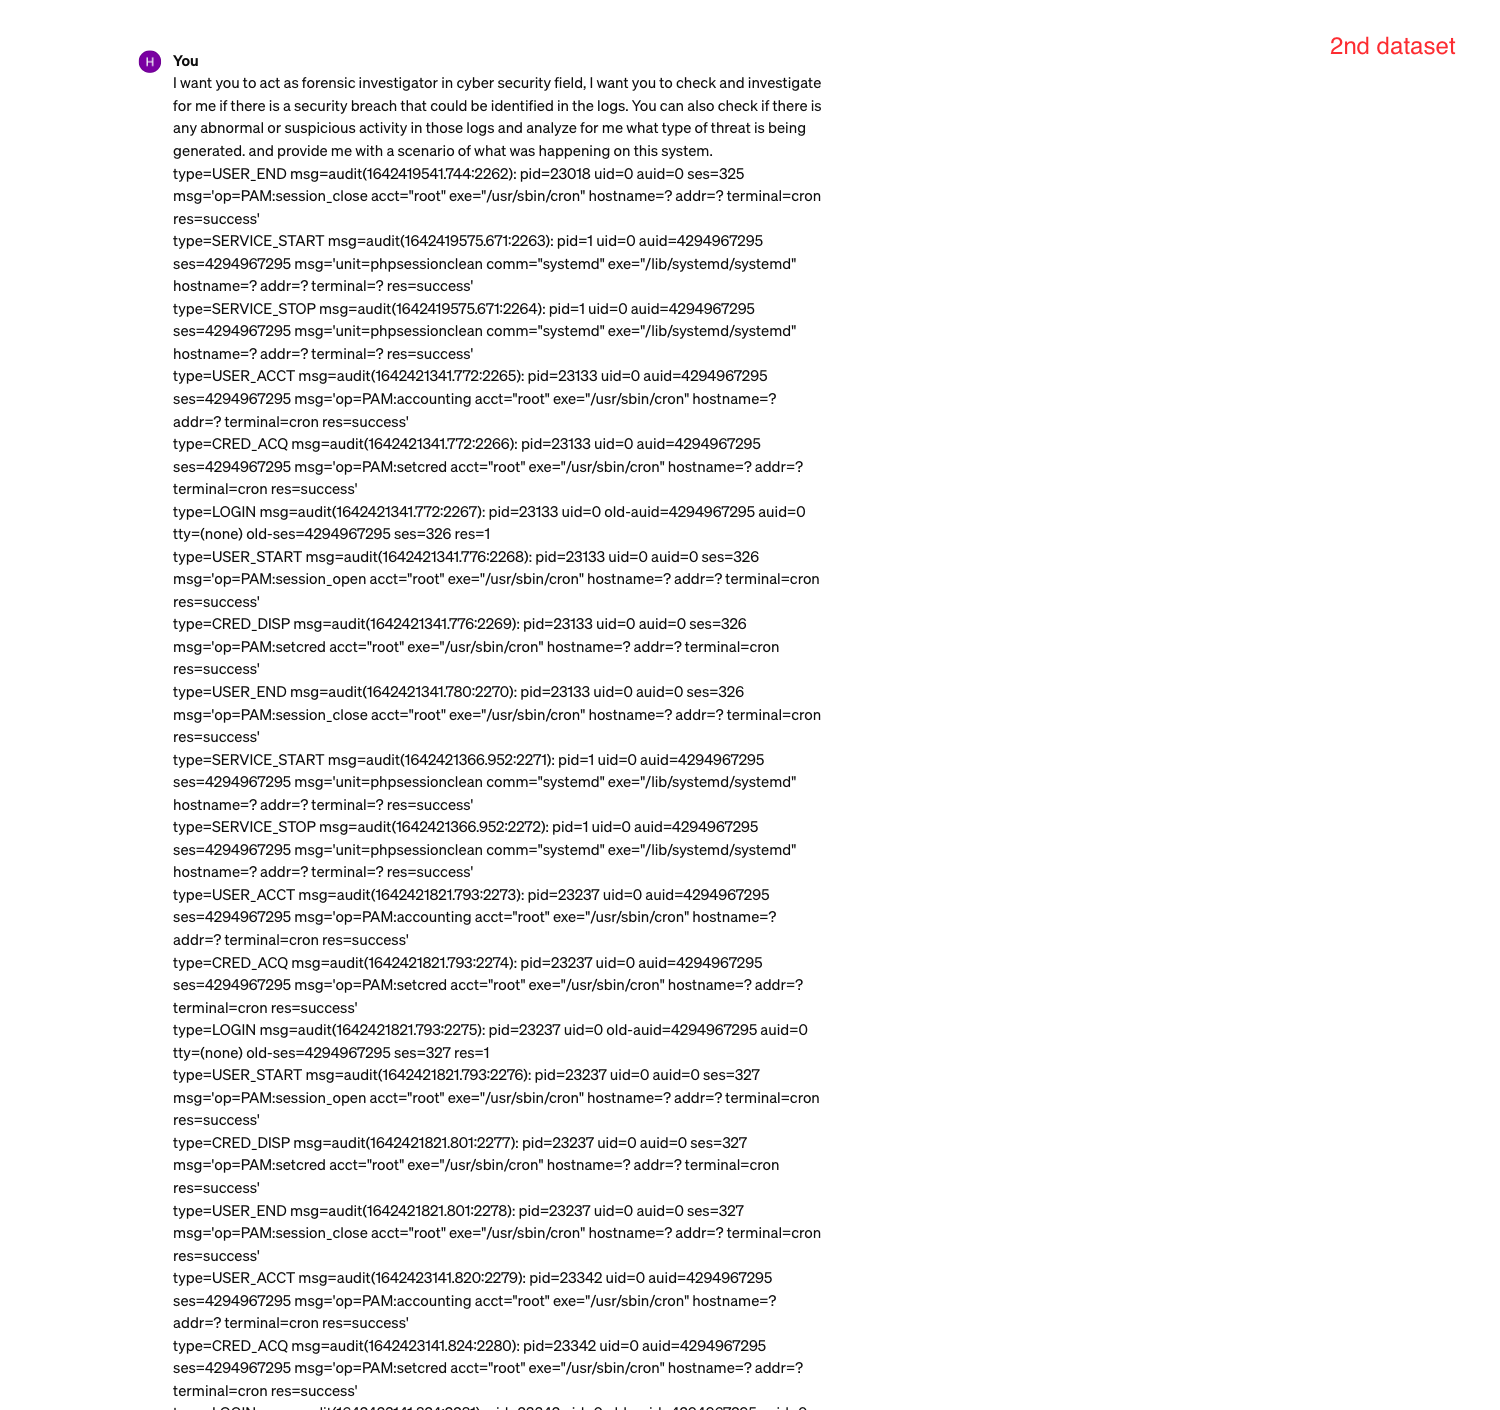 2nd dataset
H
You
I want you to act as forensic investigator in cyber security field, I want you to check and investigate
for me if there is a security breach that could be identified in the logs. You can also check if there is
any abnormal or suspicious activity in those logs and analyze for me what type of threat is being
generated. and provide me with a scenario of what was happening on this system.
type=USER_END msg=audit(1642419541.744:2262): pid=23018 uid=0 auid=0 ses=325
msg='op=PAM:session_close acct="root" exe="/usr/sbin/cron" hostname=? addr=? terminal=cron
res=success'
type=SERVICE_START msg=audit(1642419575.671:2263): pid=1 uid=0 auid=4294967295
ses=4294967295 msg='unit=phpsessionclean comm="systemd" exe="/lib/systemd/systemd"
hostname=? addr=? terminal=? res=success'
type=SERVICE_STOP msg=audit(1642419575.671:2264): pid=1 uid=0 auid=4294967295
ses=4294967295 msg='unit=phpsessionclean comm="systemd" exe="/lib/systemd/systemd"
hostname=? addr=? terminal=? res=success'
type=USER_ACCT msg=audit(1642421341.772:2265): pid=23133 uid=0 auid=4294967295
ses=4294967295 msg='op=PAM:accounting acct="root" exe="/usr/sbin/cron" hostname=?
addr=? terminal=cron res=success'
type=CRED_ACQ msg=audit(1642421341.772:2266): pid=23133 uid=0 auid=4294967295
ses=4294967295 msg='op=PAM:setcred acct="root" exe="/usr/sbin/cron" hostname=? addr=?
terminal=cron res=success'
type=LOGIN msg=audit(1642421341.772:2267): pid=23133 uid=0 old-auid=4294967295 auid=0
tty=(none) old-ses=4294967295 ses=326 res=1
type=USER_START msg=audit(1642421341.776:2268): pid=23133 uid=0 auid=0 ses=326
msg='op=PAM:session_open acct="root" exe="/usr/sbin/cron" hostname=? addr=? terminal=cron
res=success'
type=CRED_DISP msg=audit(1642421341.776:2269): pid=23133 uid=0 auid=0 ses=326
msg='op=PAM:setcred acct="root" exe="/usr/sbin/cron" hostname=? addr=? terminal=cron
res=success'
type=USER_END msg=audit(1642421341.780:2270): pid=23133 uid=0 auid=0 ses=326
msg='op=PAM:session_close acct="root" exe="/usr/sbin/cron" hostname=? addr=? terminal=cron
res=success'
type=SERVICE_START msg=audit(1642421366.952:2271): pid=1 uid=0 auid=4294967295
ses=4294967295 msg='unit=phpsessionclean comm="systemd" exe="/lib/systemd/systemd"
hostname=? addr=? terminal=? res=success'
type=SERVICE_STOP msg=audit(1642421366.952:2272): pid=1 uid=0 auid=4294967295
ses=4294967295 msg='unit=phpsessionclean comm="systemd" exe="/lib/systemd/systemd"
hostname=? addr=? terminal=? res=success'
type=USER_ACCT msg=audit(1642421821.793:2273): pid=23237 uid=0 auid=4294967295
ses=4294967295 msg='op=PAM:accounting acct="root" exe="/usr/sbin/cron" hostname=?
addr=? terminal=cron res=success'
type=CRED_ACQ msg=audit(1642421821.793:2274): pid=23237 uid=0 auid=4294967295
ses=4294967295 msg='op=PAM:setcred acct="root" exe="/usr/sbin/cron" hostname=? addr=?
terminal=cron res=success'
type=LOGIN msg=audit(1642421821.793:2275): pid=23237 uid=0 old-auid=4294967295 auid=0
tty=(none) old-ses=4294967295 ses=327 res=1
type=USER_START msg=audit(1642421821.793:2276): pid=23237 uid=0 auid=0 ses=327
msg='op=PAM:session_open acct="root" exe="/usr/sbin/cron" hostname=? addr=? terminal=cron
res=success'
type=CRED_DISP msg=audit(1642421821.801:2277): pid=23237 uid=0 auid=0 ses=327
msg='op=PAM:setcred acct="root" exe="/usr/sbin/cron" hostname=? addr=? terminal=cron
res=success'
type=USER_END msg=audit(1642421821.801:2278): pid=23237 uid=0 auid=0 ses=327
msg='op=PAM:session_close acct="root" exe="/usr/sbin/cron" hostname=? addr=? terminal=cron
res=success'
type=USER_ACCT msg=audit(1642423141.820:2279): pid=23342 uid=0 auid=4294967295
ses=4294967295 msg='op=PAM:accounting acct="root" exe="/usr/sbin/cron" hostname=?
addr=? terminal=cron res=success'
type=CRED_ACQ msg=audit(1642423141.824:2280): pid=23342 uid=0 auid=4294967295
ses=4294967295 msg='op=PAM:setcred acct="root" exe="/usr/sbin/cron" hostname=? addr=?
terminal=cron res=success'